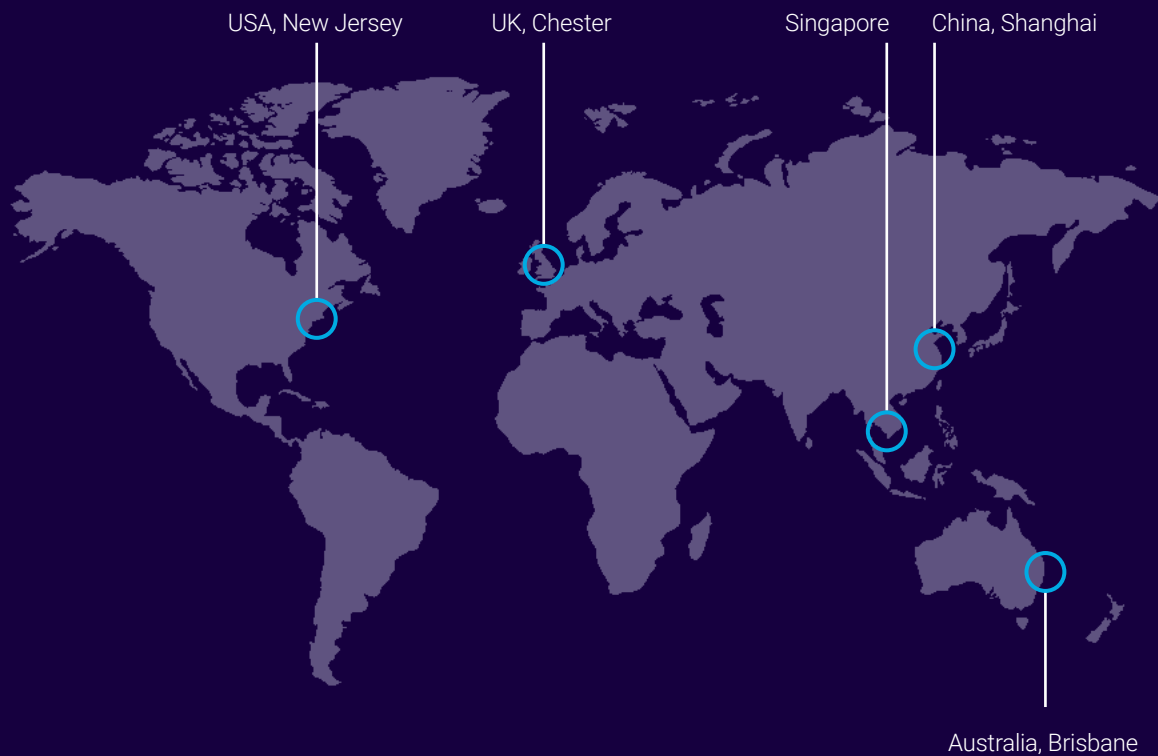 USA, New Jersey
UK, Chester
Singapore
China, Shanghai
Australia, Brisbane